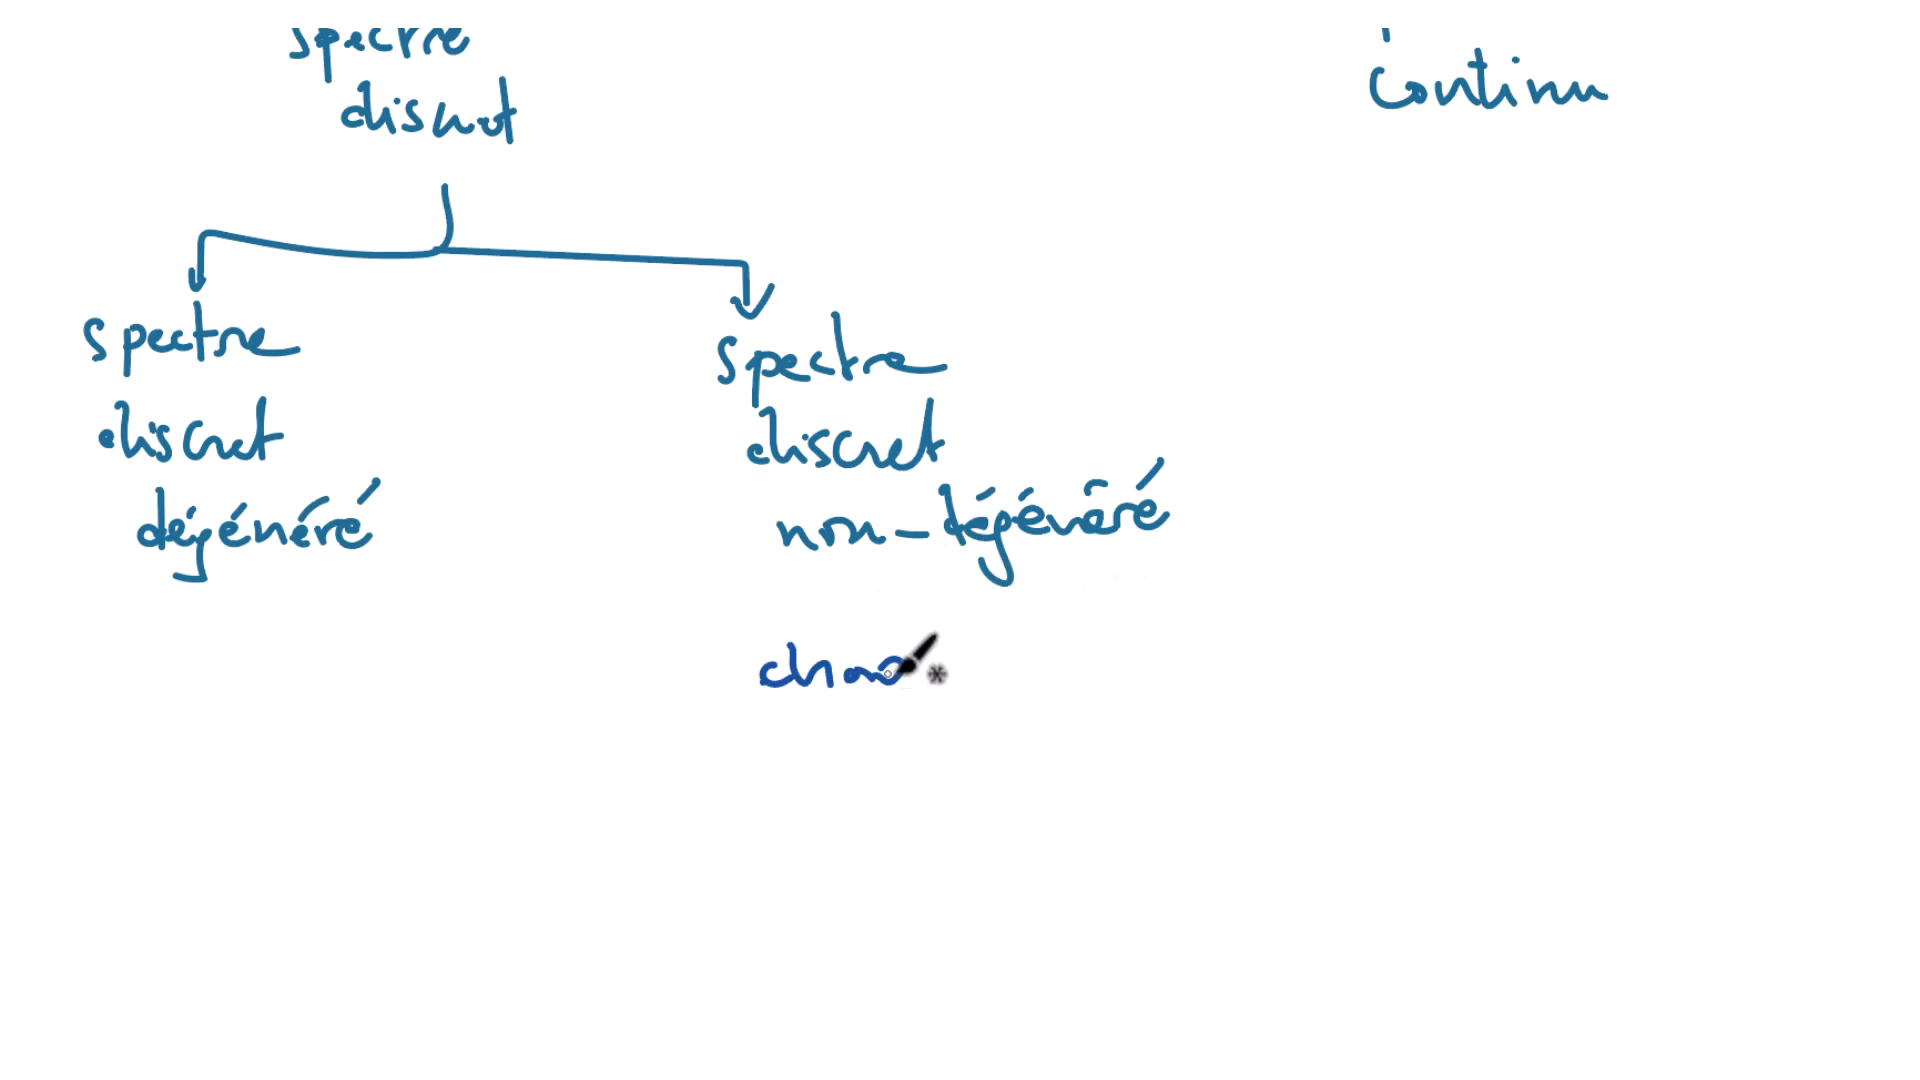 spectre
discret
continu
spectre
discret
dégénéré
spectre
discret
non-dégénéré